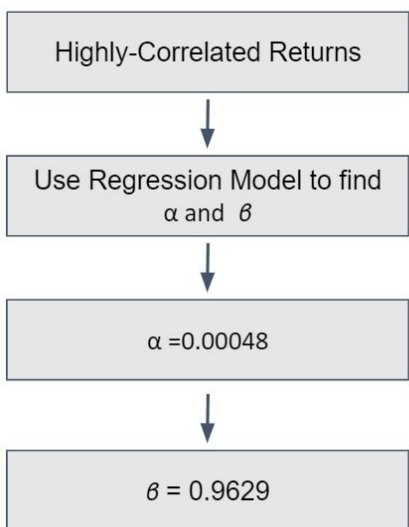 Highly-Correlated Returns
Use Regression Model to find
α and β
α =0.00048
β = 0.9629